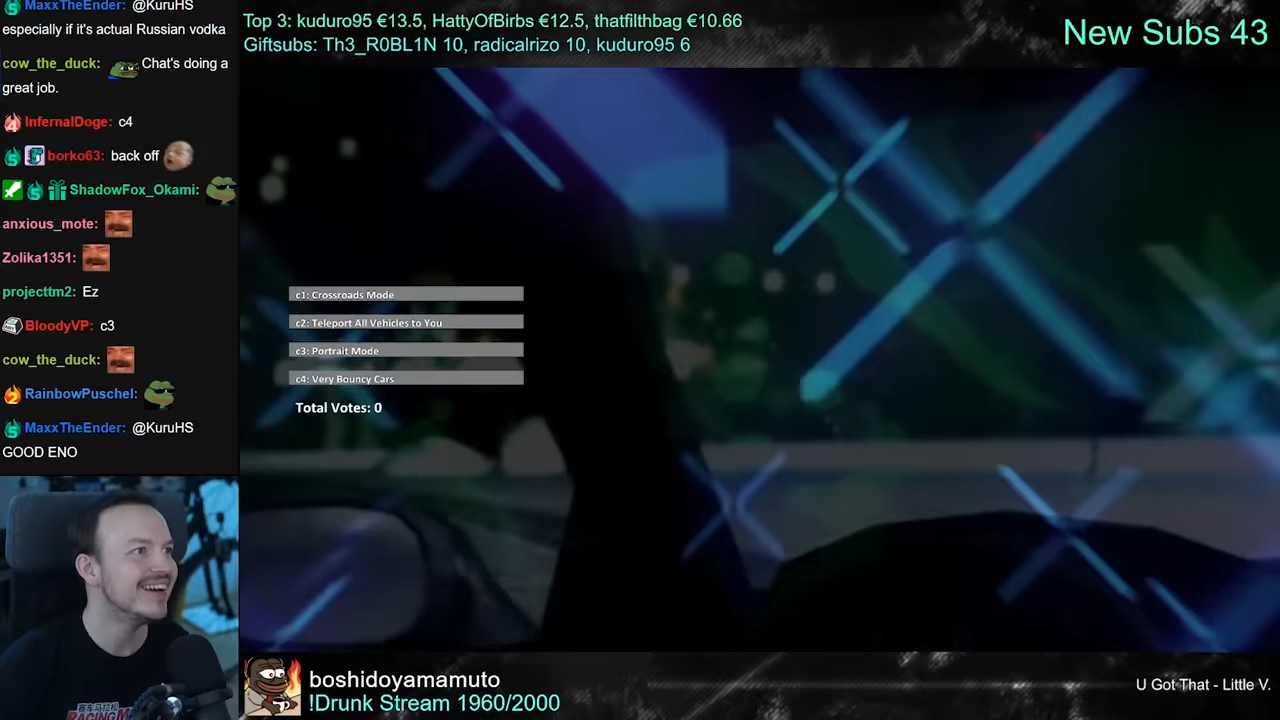 MaxxTheEnder: @KuruHS
especially if it's actual Russian vodka
cow_the_duck: Chat's doing a
great job.
InfernalDoge: c4
borko63: back off
ShadowFox_Okami:
anxious_mote:
Zolika1351:
projecttm2: Ez
BloodyVP: c3
cow_the_duck:
RainbowPuschel:
MaxxTheEnder: @KuruHS
GOOD ENO
Top 3: kuduro95 €13.5, HattyOfBirbs €12.5, thatfilthbag €10.66
Giftsubs: Th3_R0BL1N 10, radicalrizo 10, kuduro95 6
New Subs 43
c1: Crossroads Mode
c2: Teleport All Vehicles to You
c3: Portrait Mode
c4: Very Bouncy Cars
Total Votes: 0
boshidoyamamuto
!Drunk Stream 1960/2000
U Got That - Little V.